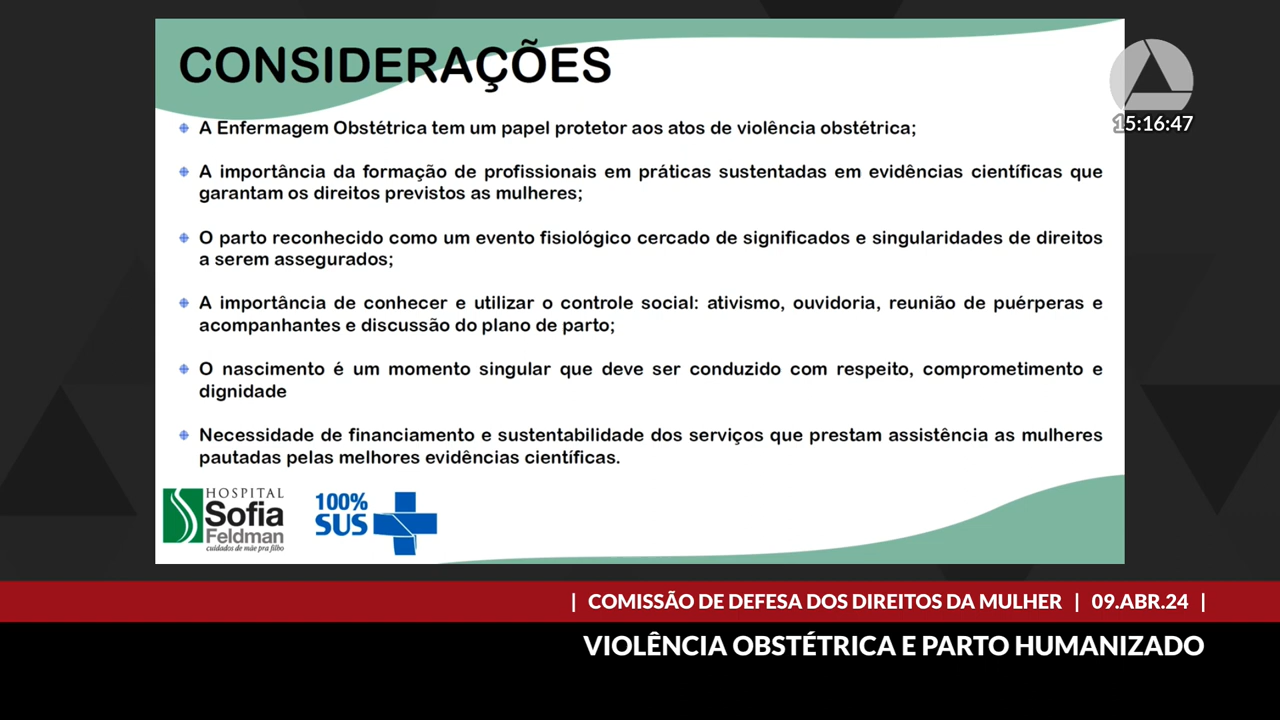 CONSIDERAÇÕES
15:16:47
A Enfermagem Obstétrica tem um papel protetor aos atos de violência obstétrica;
A importância da formação de profissionais em práticas sustentadas em evidências científicas que
garantam os direitos previstos as mulheres;
O parto reconhecido como um evento fisiológico cercado de significados e singularidades de direitos
a serem assegurados;
A importância de conhecer e utilizar o controle social: ativismo, ouvidoria, reunião de puérperas e
acompanhantes e discussão do plano de parto;
O nascimento é um momento singular que deve ser conduzido com respeito, comprometimento e
dignidade
Necessidade de financiamento e sustentabilidade dos serviços que prestam assistência as mulheres
pautadas pelas melhores evidências científicas.
HOSPITAL
Sofia
Feldman
cuidados de mãe pra filho
100%
SUS
| COMISSÃO DE DEFESA DOS DIREITOS DA MULHER | 09.ABR.24 |
VIOLÊNCIA OBSTÉTRICA E PARTO HUMANIZADO